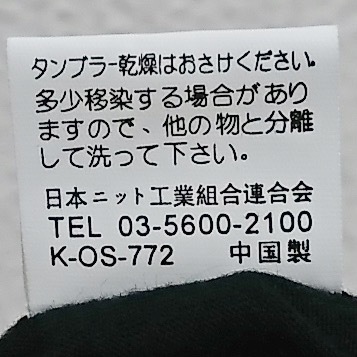 タンブラー乾燥はおさけください。
多少移染する場合があり
ますので、他の物と分離
して洗って下さい。
日本ニット工業組合連合会
TEL 03-5600-2100
K-OS-772 中国製